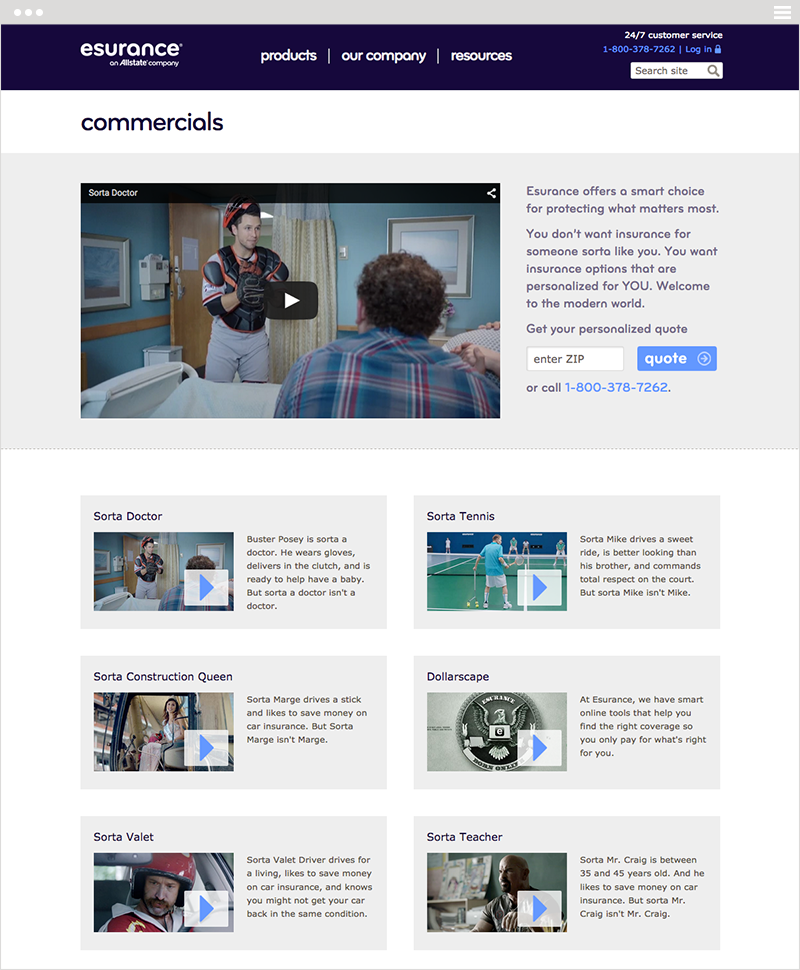 esurance®
an Allstate® company
products | our company | resources
24/7 customer service
1-800-378-7262 | Log in
Search site
commercials
Sorta Doctor
Esurance offers a smart choice
for protecting what matters most.
You don't want insurance for
someone sorta like you. You want
insurance options that are
personalized for YOU. Welcome
to the modern world.
Get your personalized quote
enter ZIP
quote
or call 1-800-378-7262.
Sorta Doctor
Buster Posey is sorta a
doctor. He wears gloves,
delivers in the clutch, and is
ready to help have a baby.
But sorta a doctor isn't a
doctor.
Sorta Tennis
Sorta Mike drives a sweet
ride, is better looking than
his brother, and commands
total respect on the court.
But sorta Mike isn't Mike.
Sorta Construction Queen
Sorta Marge drives a stick
and likes to save money on
car insurance. But Sorta
Marge isn't Marge.
Dollarscape
ESURANCE
e
BORN ONLINE
At Esurance, we have smart
online tools that help you
find the right coverage so
you only pay for what's right
for you.
Sorta Valet
Sorta Valet Driver drives for
a living, likes to save money
on car insurance, and knows
you might not get your car
back in the same condition.
Sorta Teacher
Sorta Mr. Craig is between
35 and 45 years old. And he
likes to save money on car
insurance. But sorta Mr.
Craig isn't Mr. Craig.